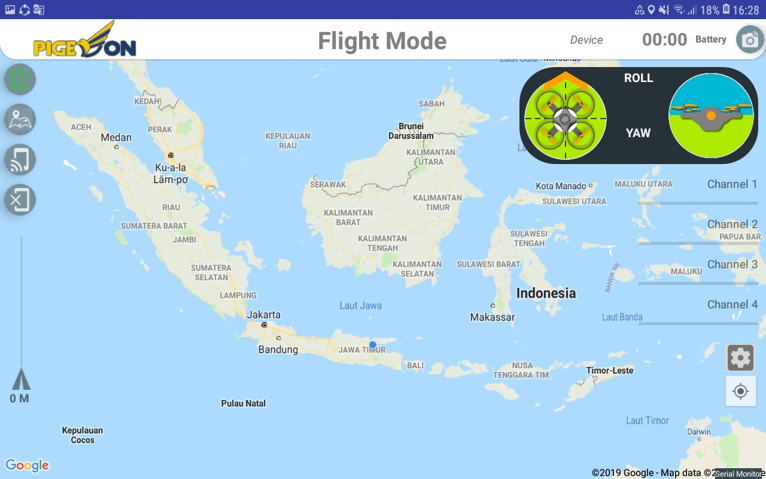 18% 16:28
PIGEON
Flight Mode
Device
00:00
Battery
ROLL
YAW
Channel 1
Channel 2
Channel 3
Channel 4
KEDAH
ACEH
PERAK
Medan
Ku-a-la
Lăm-pơ
KEPULAUAN
RIAU
SABAH
Brunei
Darussalam
KALIMANTAN
UTARA
SERAWAK
KALIMANTAN
TIMUR
KALIMANTAN
BARAT
KALIMANTAN
TENGAH
KALIMANTAN
SELATAN
RIAU
SUMATERA BARAT
JAMBI
SUMATERA
SELATAN
LAMPUNG
Kota Manado
MALUKU UTARA
SULAWESI UTARA
SULAWESI
TENGAH
SULAWESI BARAT
PAPUA BAR
MALUKU
Indonesia
Makassar
Laut Banda
Laut Jawa
Jakarta
Bandung
JAWA TIMUR
BALI
NUSA
TENGGARA TIM
Timor-Leste
Pulau Natal
Kepulauan
Cocos
Laut Timor
Darwin
0 M
Google
©2019 Google - Map data ©2
Serial Monitore